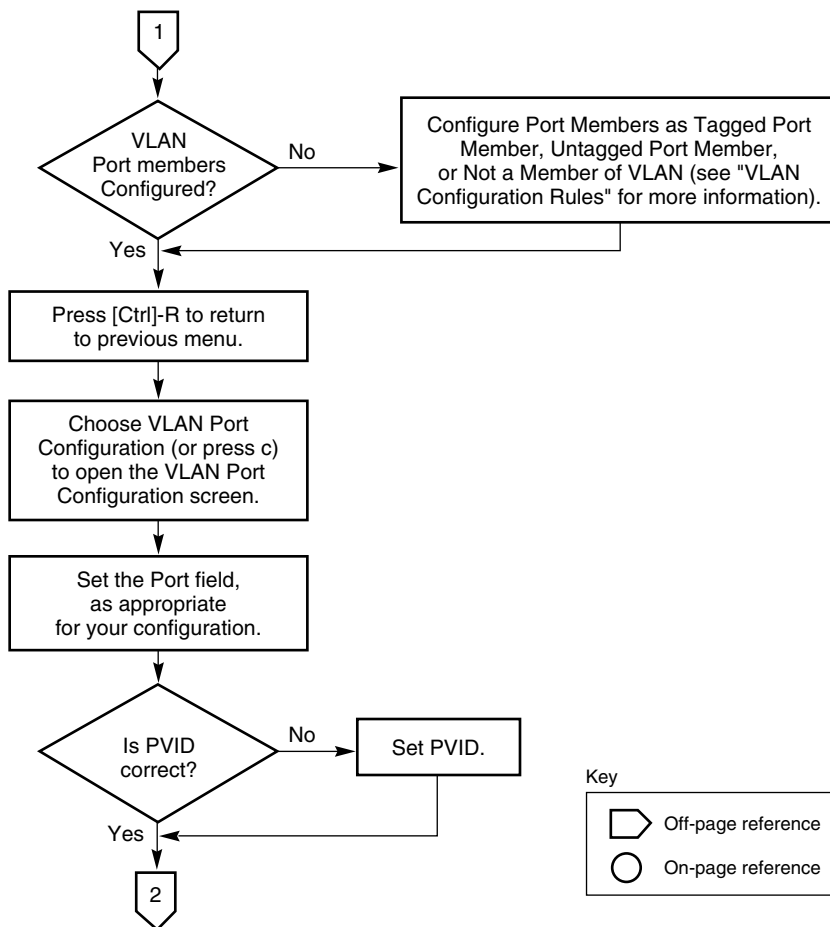 1
VLAN
Port members
Configured?
No
Configure Port Members as Tagged Port
Member, Untagged Port Member,
or Not a Member of VLAN (see "VLAN
Configuration Rules" for more information).
Yes
Press [Ctrl]-R to return
to previous menu.
Choose VLAN Port
Configuration (or press c)
to open the VLAN Port
Configuration screen.
Set the Port field,
as appropriate
for your configuration.
Is PVID
correct?
No
Set PVID.
Yes
2
Key
Off-page reference
On-page reference